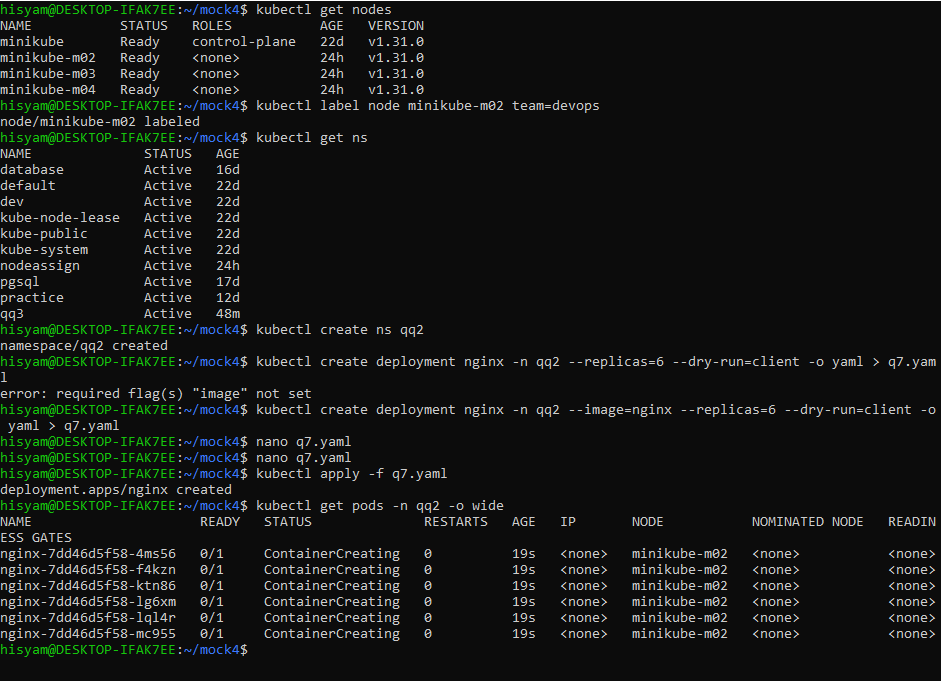 hisyam@DESKTOP-IFAK7EE:~/mock4$ kubectl get nodes
NAME           STATUS   ROLES           AGE   VERSION
minikube       Ready    control-plane   22d   v1.31.0
minikube-m02   Ready    <none>          24h   v1.31.0
minikube-m03   Ready    <none>          24h   v1.31.0
minikube-m04   Ready    <none>          24h   v1.31.0
hisyam@DESKTOP-IFAK7EE:~/mock4$ kubectl label node minikube-m02 team=devops
node/minikube-m02 labeled
hisyam@DESKTOP-IFAK7EE:~/mock4$ kubectl get ns
NAME              STATUS   AGE
database          Active   16d
default           Active   22d
dev               Active   22d
kube-node-lease   Active   22d
kube-public       Active   22d
kube-system       Active   22d
nodeassign        Active   24h
pgsql             Active   17d
practice          Active   12d
qq3               Active   48m
hisyam@DESKTOP-IFAK7EE:~/mock4$ kubectl create ns qq2
namespace/qq2 created
hisyam@DESKTOP-IFAK7EE:~/mock4$ kubectl create deployment nginx -n qq2 --replicas=6 --dry-run=client -o yaml > q7.yam
l
error: required flag(s) "image" not set
hisyam@DESKTOP-IFAK7EE:~/mock4$ kubectl create deployment nginx -n qq2 --image=nginx --replicas=6 --dry-run=client -o
 yaml > q7.yaml
hisyam@DESKTOP-IFAK7EE:~/mock4$ nano q7.yaml
hisyam@DESKTOP-IFAK7EE:~/mock4$ nano q7.yaml
hisyam@DESKTOP-IFAK7EE:~/mock4$ kubectl apply -f q7.yaml
deployment.apps/nginx created
hisyam@DESKTOP-IFAK7EE:~/mock4$ kubectl get pods -n qq2 -o wide
NAME                     READY   STATUS              RESTARTS   AGE   IP       NODE           NOMINATED NODE   READIN
ESS GATES
nginx-7dd46d5f58-4ms56   0/1     ContainerCreating   0          19s   <none>   minikube-m02   <none>           <none>
nginx-7dd46d5f58-f4kzn   0/1     ContainerCreating   0          19s   <none>   minikube-m02   <none>           <none>
nginx-7dd46d5f58-ktn86   0/1     ContainerCreating   0          19s   <none>   minikube-m02   <none>           <none>
nginx-7dd46d5f58-lg6xm   0/1     ContainerCreating   0          19s   <none>   minikube-m02   <none>           <none>
nginx-7dd46d5f58-lql4r   0/1     ContainerCreating   0          19s   <none>   minikube-m02   <none>           <none>
nginx-7dd46d5f58-mc955   0/1     ContainerCreating   0          19s   <none>   minikube-m02   <none>           <none>
hisyam@DESKTOP-IFAK7EE:~/mock4$